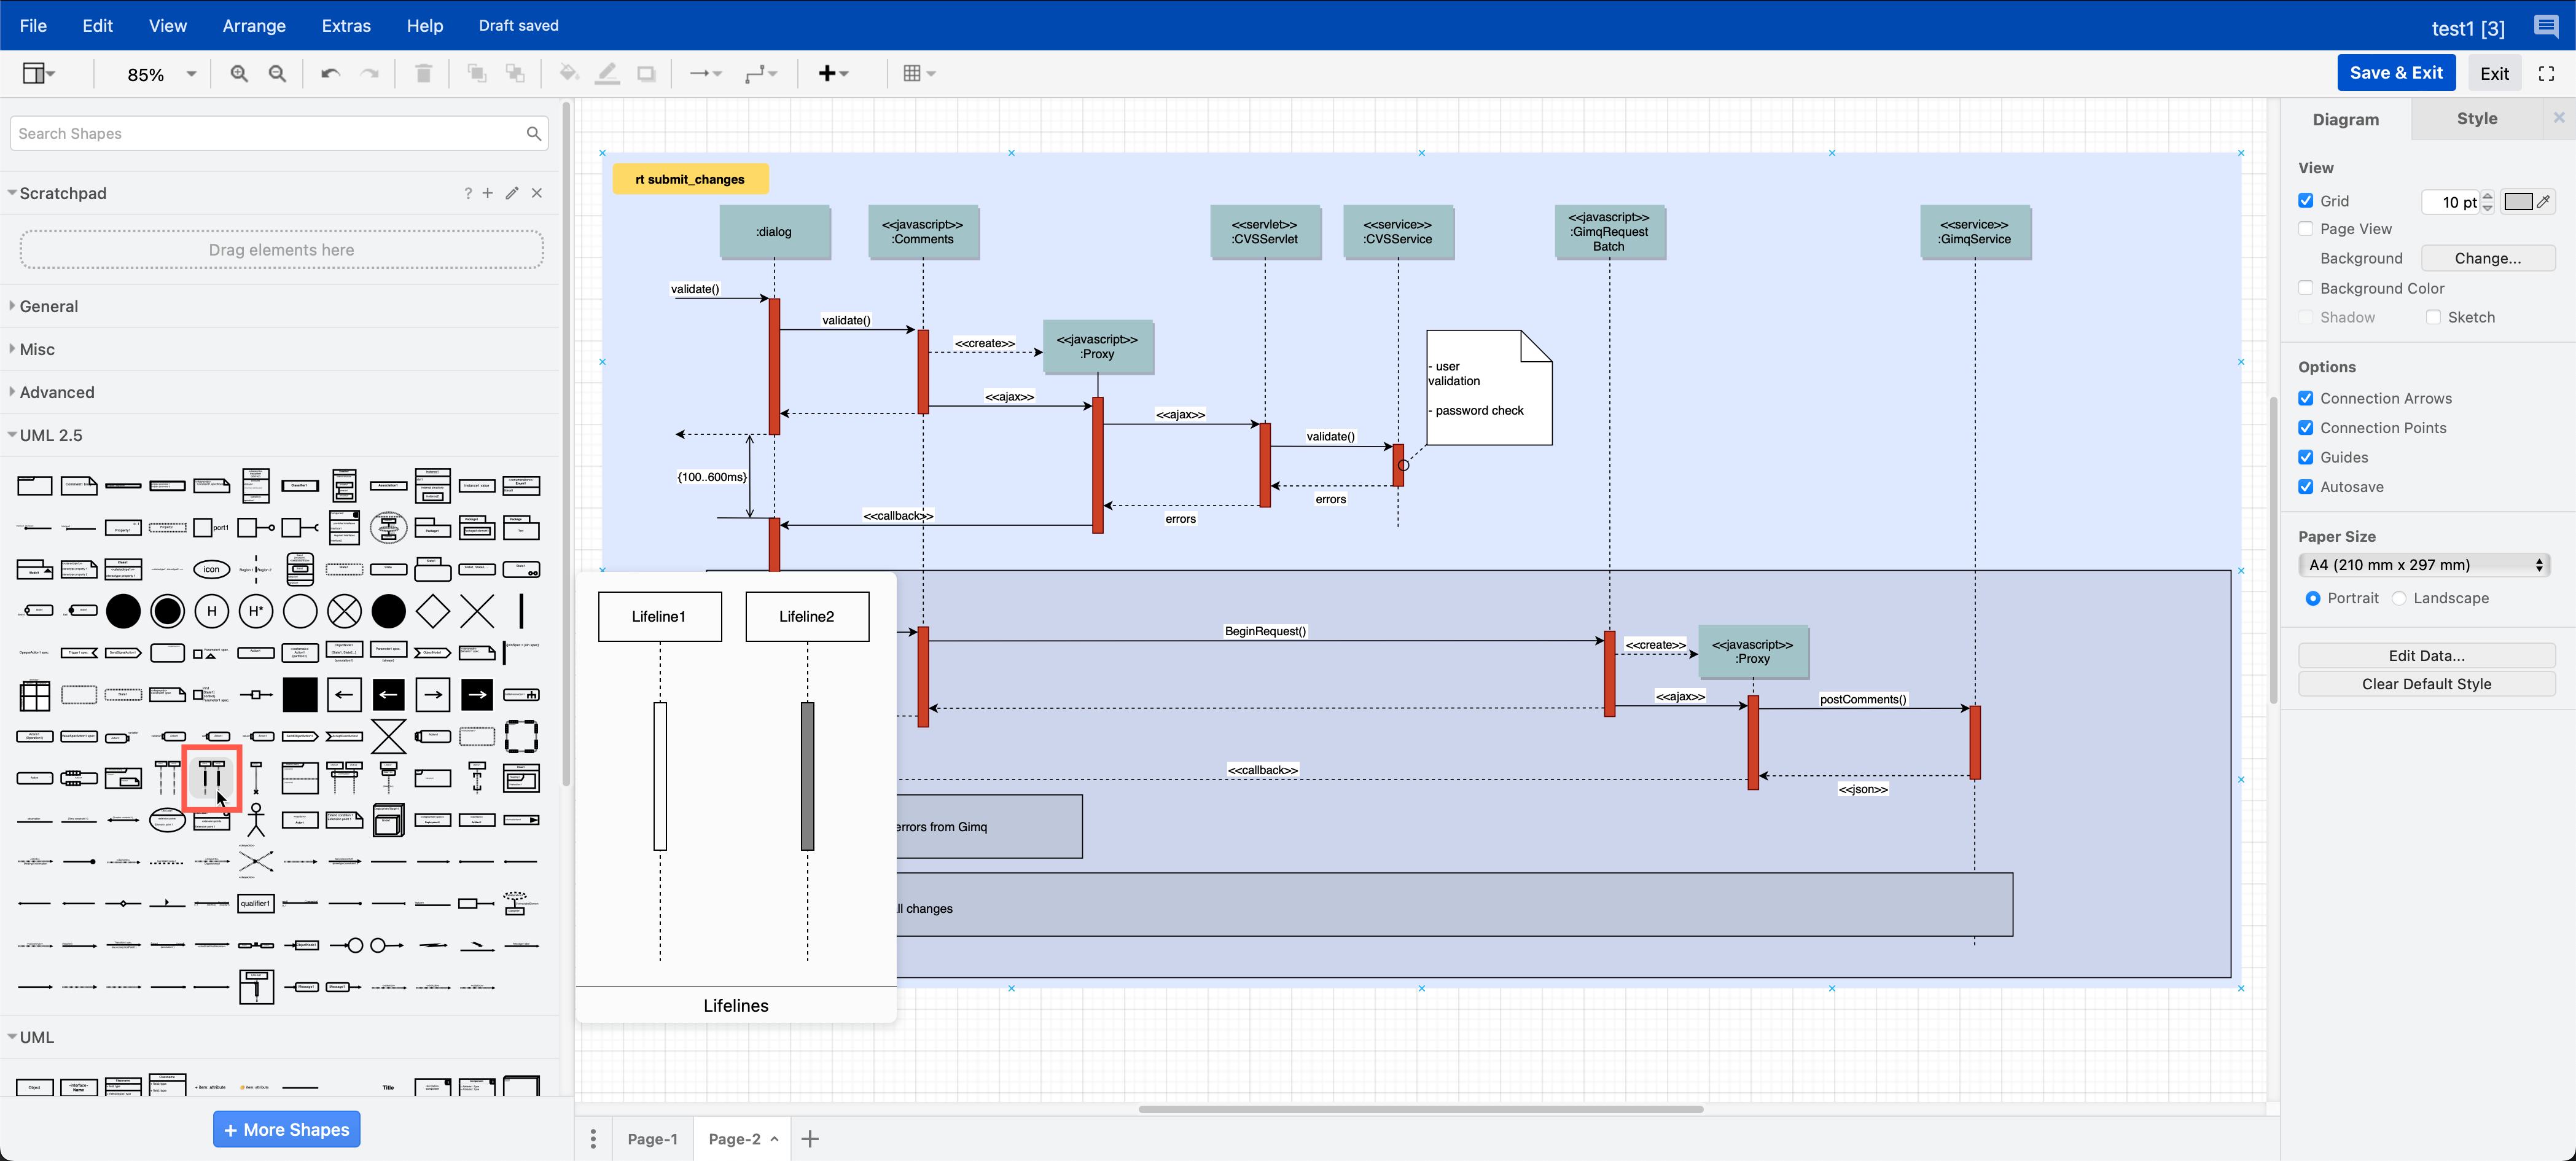 File Edit View Arrange Extras Help Draft saved
test1 [3]
85%
Save & Exit
Exit
Search Shapes
Scratchpad
?
Drag elements here
General
Misc
Advanced
UML 2.5
port1
icon
H
H*
qualifier1
UML
Object
Title
+ More Shapes
rt submit_changes
:dialog
<<javascript>>
:Comments
<<servlet>>
:CVSServlet
<<service>>
:CVSService
<<javascript>>
:GimqRequest
Batch
<<service>>
:GimqService
validate()
validate()
<<create>>
<<javascript>>
:Proxy
<<ajax>>
<<ajax>>
validate()
- user
validation
- password check
{100..600ms}
errors
errors
<<callback>>
Lifeline1
Lifeline2
Lifelines
BeginRequest()
<<create>>
<<javascript>>
:Proxy
<<ajax>>
postComments()
<<callback>>
<<json>>
errors from Gimq
ll changes
Page-1
Page-2
Diagram
Style
View
Grid
10 pt
Page View
Background
Change...
Background Color
Shadow
Sketch
Options
Connection Arrows
Connection Points
Guides
Autosave
Paper Size
A4 (210 mm x 297 mm)
Portrait
Landscape
Edit Data...
Clear Default Style